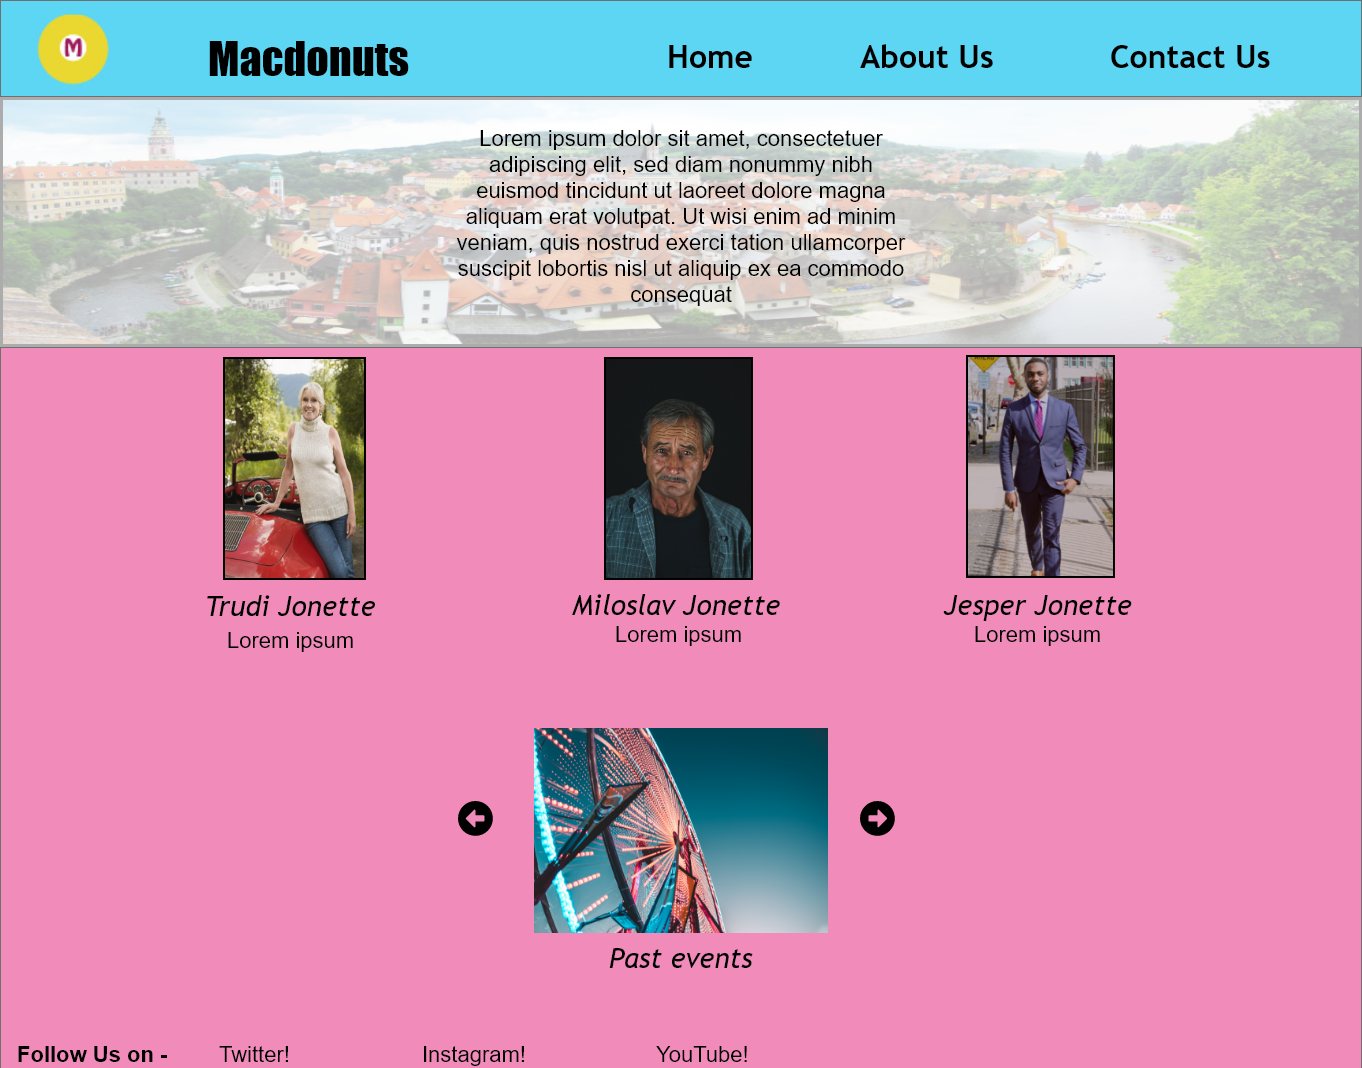 M
Macdonuts
Home
About Us
Contact Us
Lorem ipsum dolor sit amet, consectetuer
adipiscing elit, sed diam nonummy nibh
euismod tincidunt ut laoreet dolore magna
aliquam erat volutpat. Ut wisi enim ad minim
veniam, quis nostrud exerci tation ullamcorper
suscipit lobortis nisl ut aliquip ex ea commodo
consequat
Trudi Jonette
Lorem ipsum
Miloslav Jonette
Lorem ipsum
Jesper Jonette
Lorem ipsum
Past events
Follow Us on -
Twitter!
Instagram!
YouTube!